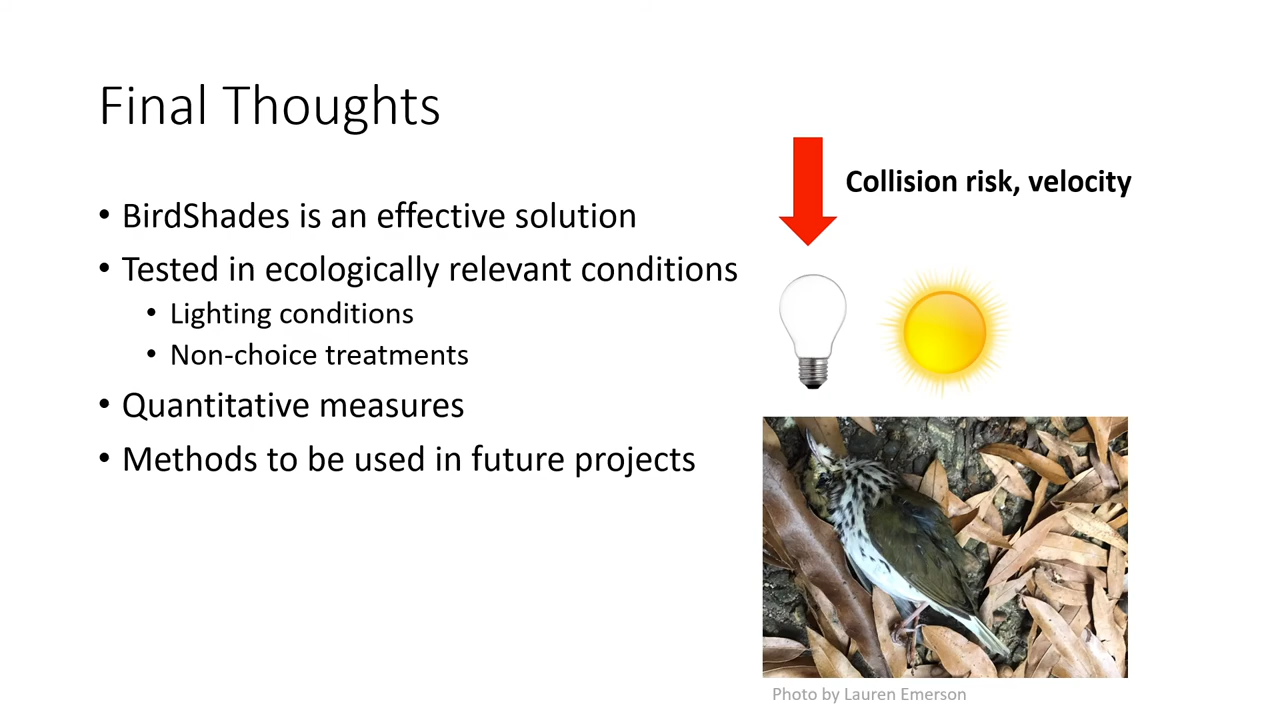 Final Thoughts
• BirdShades is an effective solution
• Tested in ecologically relevant conditions
• Lighting conditions
• Non-choice treatments
• Quantitative measures
• Methods to be used in future projects
Collision risk, velocity
Photo by Lauren Emerson